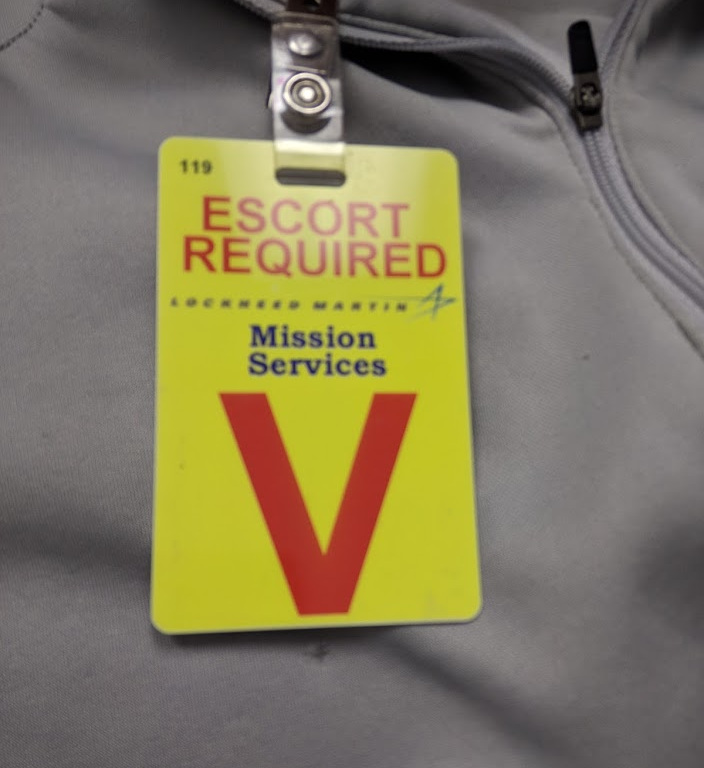 119
ESCORT
REQUIRED
LOCKHEED MARTIN
Mission
Services
V